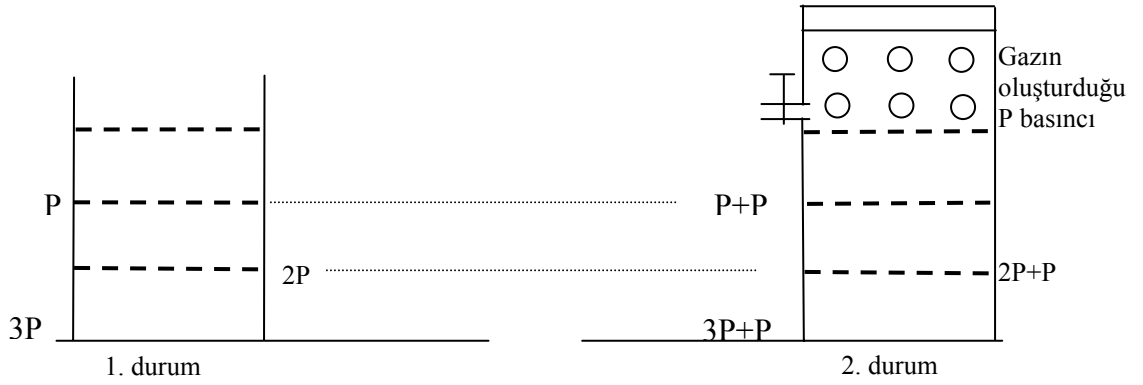 Gazın
oluşturduğu
P basıncı
P
P+P
2P
2P+P
3P
3P+P
1. durum
2. durum